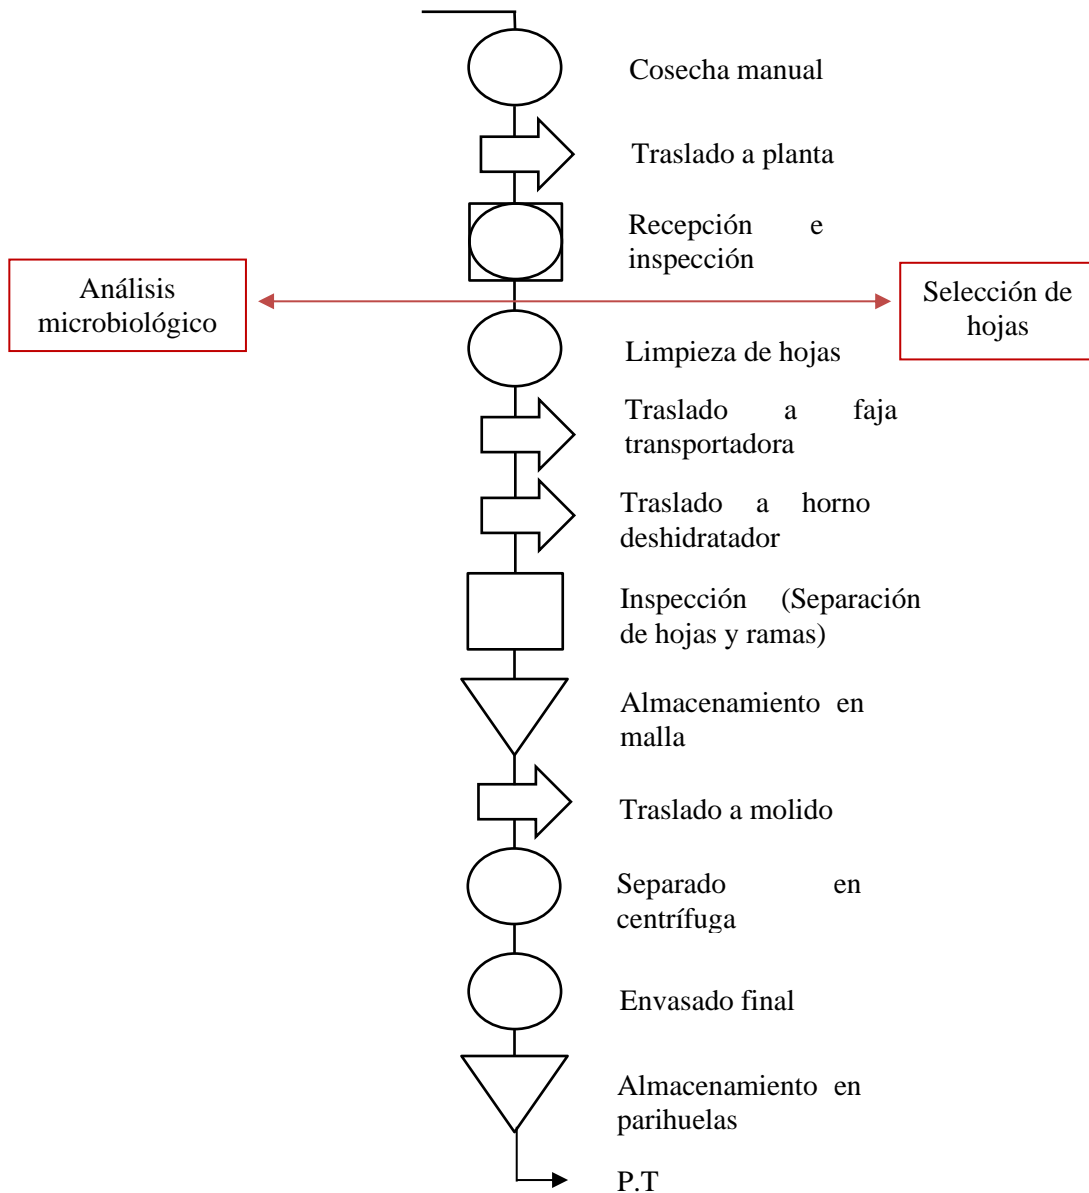 Cosecha manual
Traslado a planta
Recepción e
inspección
Análisis
microbiológico
Selección de
hojas
Limpieza de hojas
Traslado a faja
transportadora
Traslado a horno
deshidratador
Inspección (Separación
de hojas y ramas)
Almacenamiento en
malla
Traslado a molido
Separado en
centrífuga
Envasado final
Almacenamiento en
parihuelas
P.T